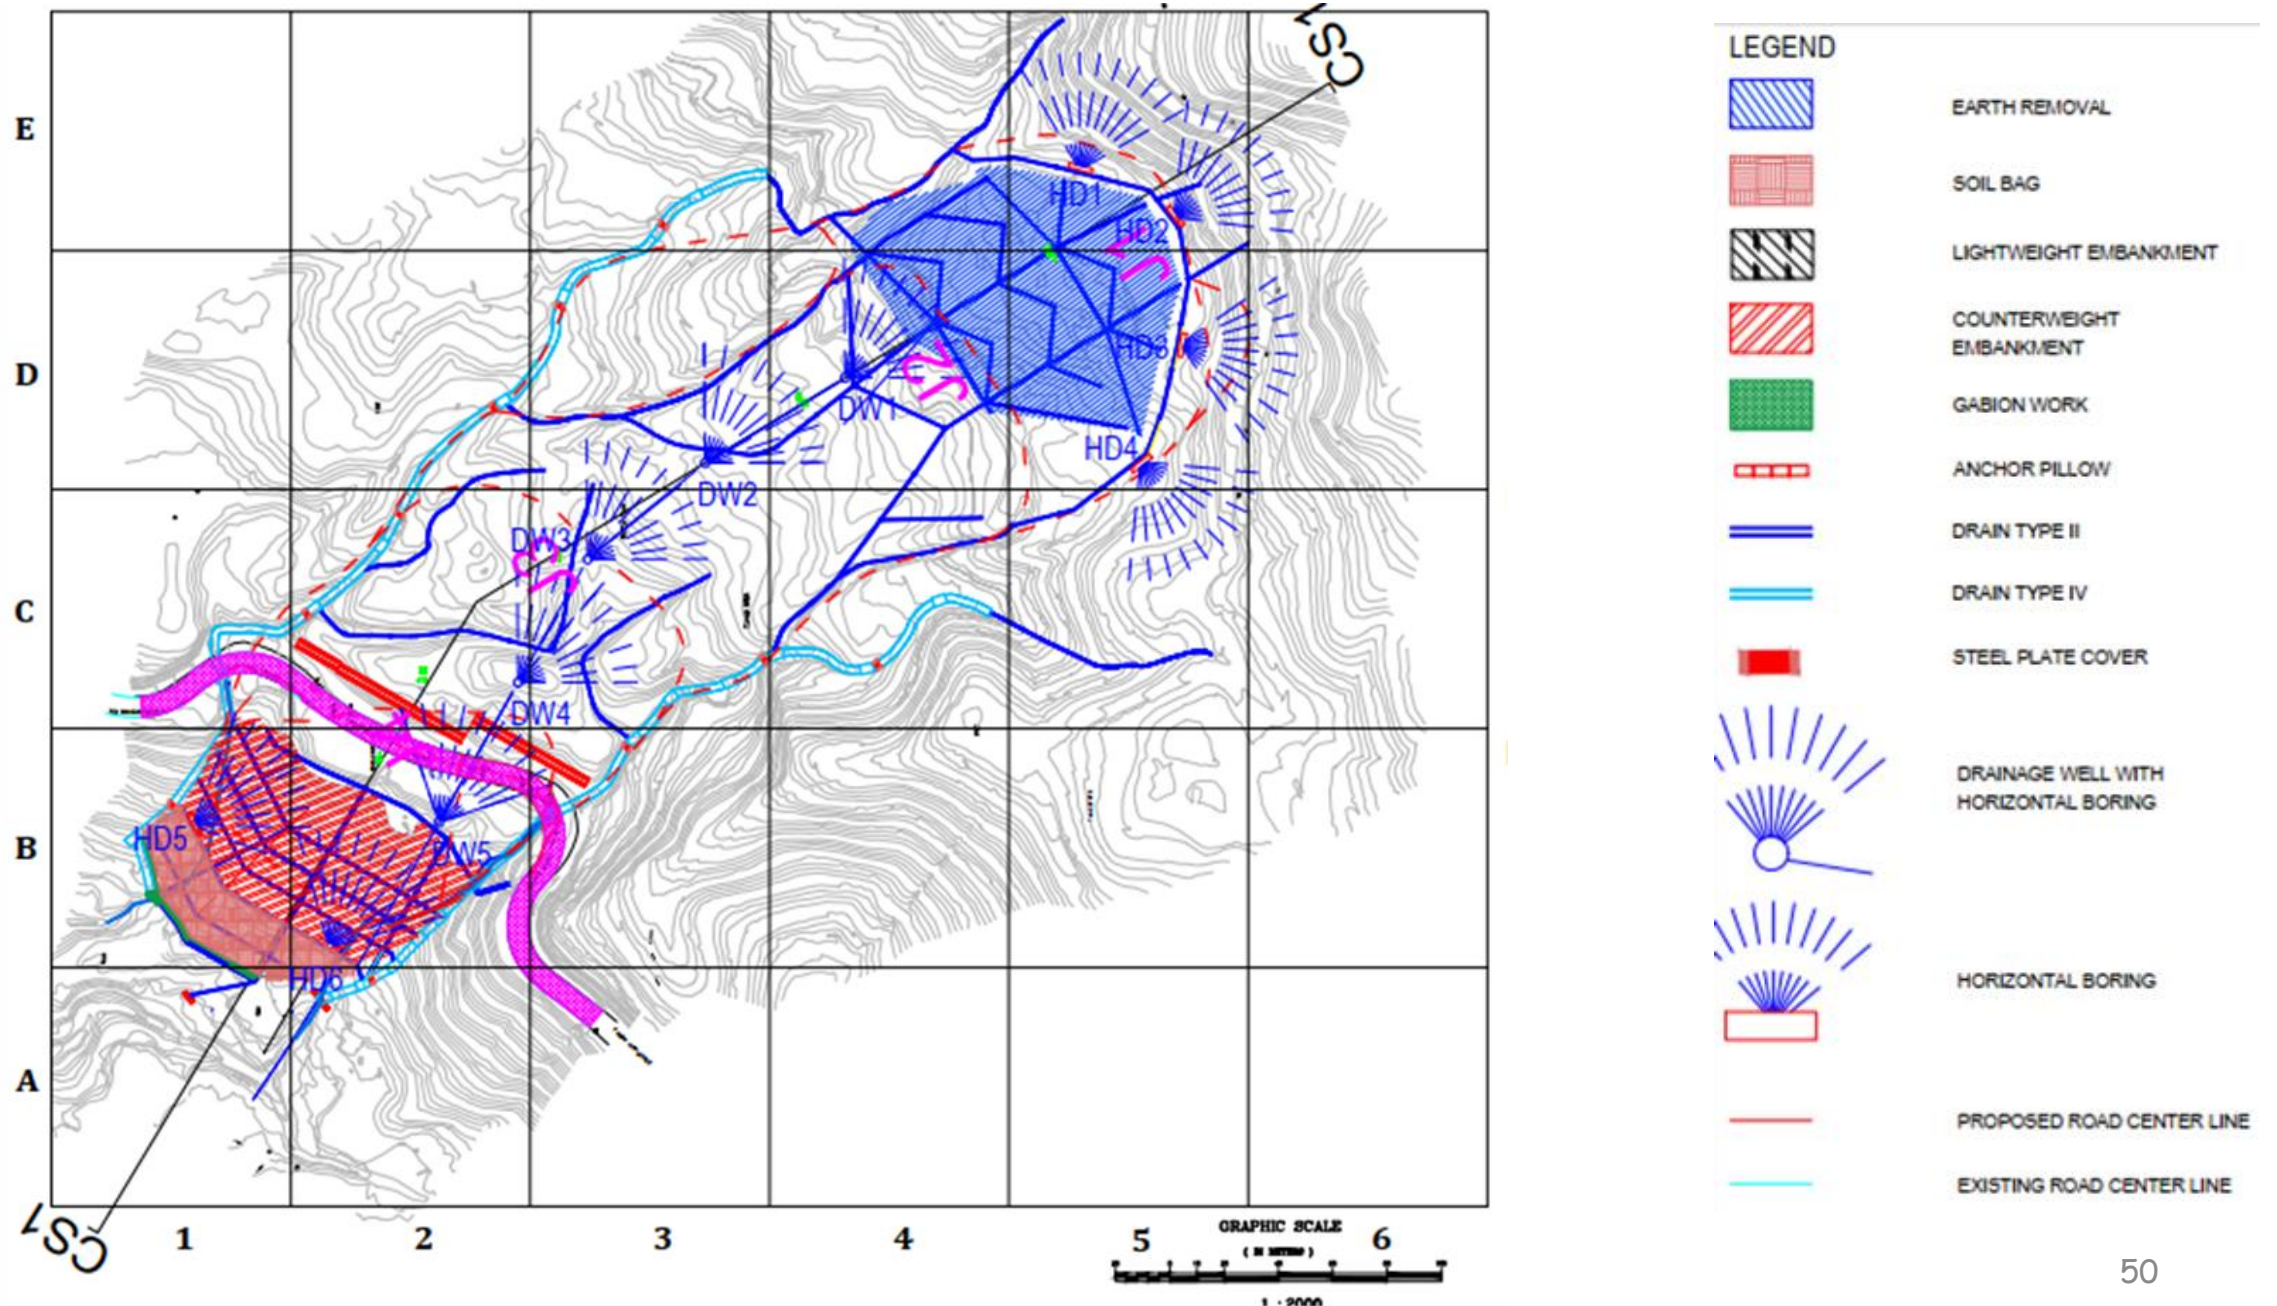 CS1
E
D
C
B
A
HD1
HD2
HD3
HD4
DW1
DW2
DW3
DW4
DW5
HD5
HD6
CS1
1
2
3
4
5
6
GRAPHIC SCALE
( IN METERS )
1 : 2000
LEGEND
EARTH REMOVAL
SOIL BAG
LIGHTWEIGHT EMBANKMENT
COUNTERWEIGHT
EMBANKMENT
GABION WORK
ANCHOR PILLOW
DRAIN TYPE II
DRAIN TYPE IV
STEEL PLATE COVER
DRAINAGE WELL WITH
HORIZONTAL BORING
HORIZONTAL BORING
PROPOSED ROAD CENTER LINE
EXISTING ROAD CENTER LINE
50